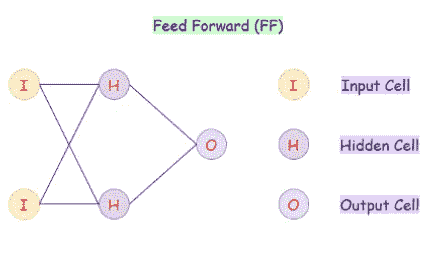 Feed Forward (FF)
I H I Input Cell
O H Hidden Cell
I H O Output Cell